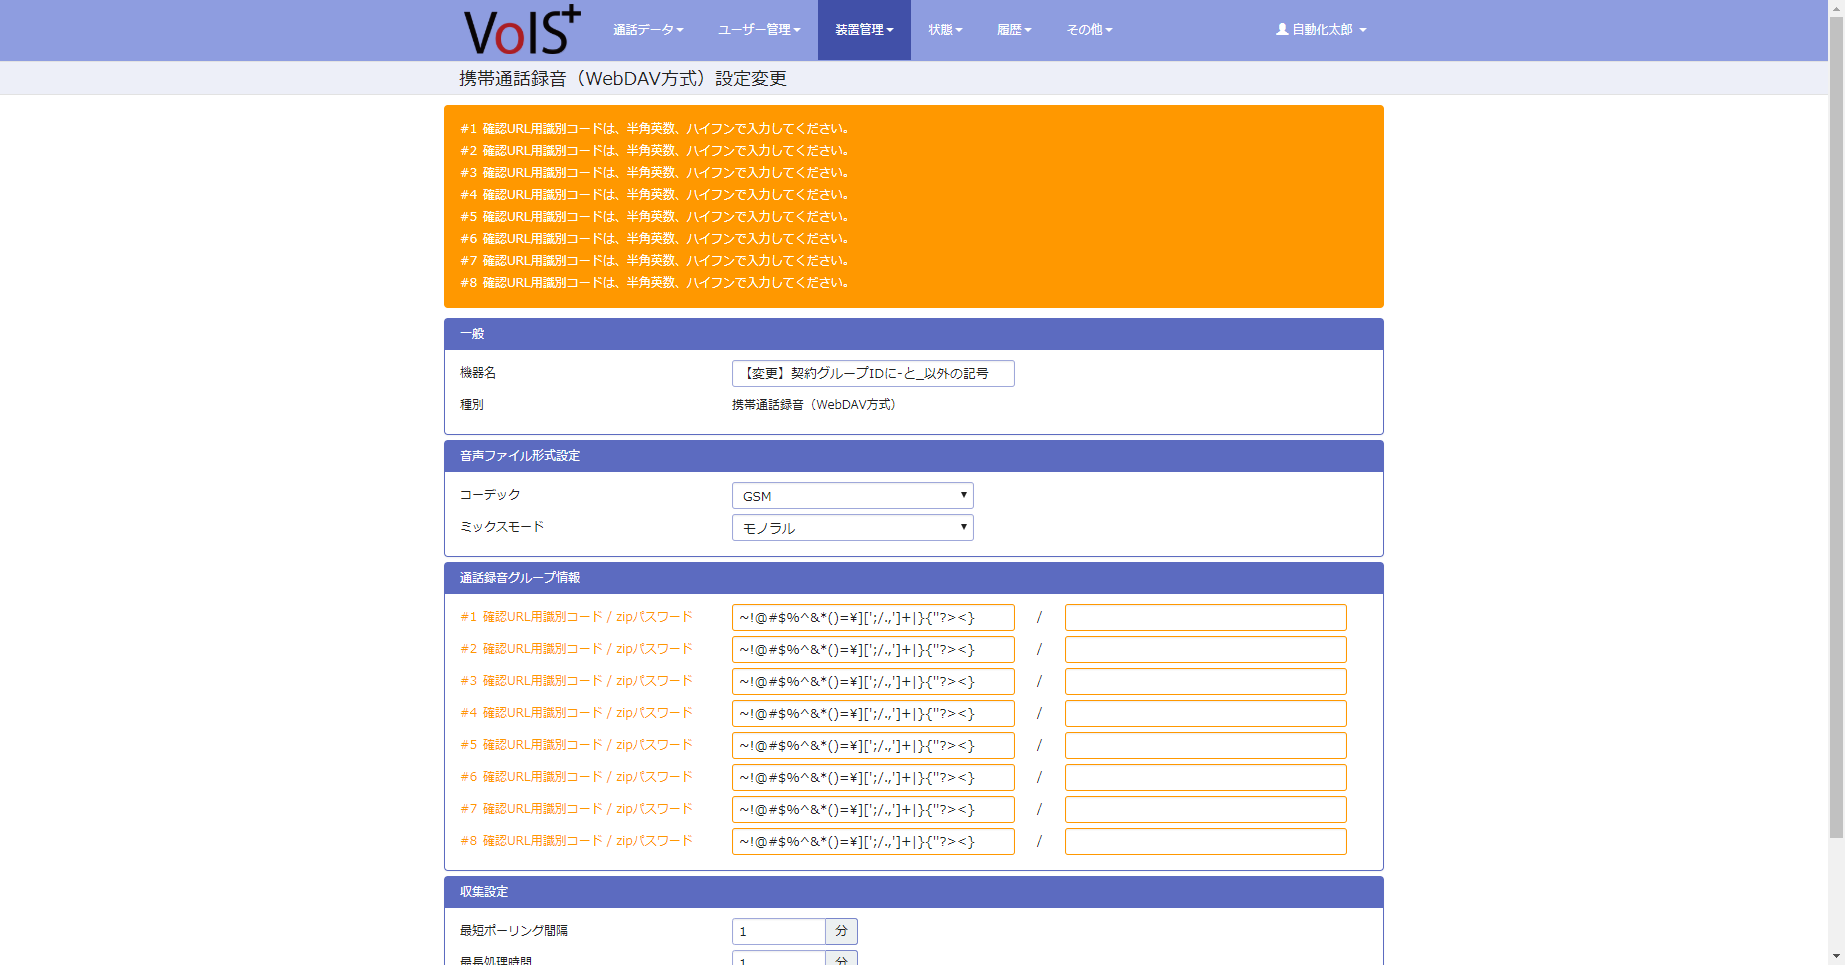 VoIS+ 通話データ ユーザー管理 装置管理 状態 履歴 その他 自動化太郎
携帯通話録音（WebDAV方式）設定変更
#1 確認URL用識別コードは、半角英数、ハイフンで入力してください。
#2 確認URL用識別コードは、半角英数、ハイフンで入力してください。
#3 確認URL用識別コードは、半角英数、ハイフンで入力してください。
#4 確認URL用識別コードは、半角英数、ハイフンで入力してください。
#5 確認URL用識別コードは、半角英数、ハイフンで入力してください。
#6 確認URL用識別コードは、半角英数、ハイフンで入力してください。
#7 確認URL用識別コードは、半角英数、ハイフンで入力してください。
#8 確認URL用識別コードは、半角英数、ハイフンで入力してください。
一般
機器名 【変更】契約グループIDに-と_以外の記号
種別 携帯通話録音（WebDAV方式）
音声ファイル形式設定
コーデック GSM
ミックスモード モノラル
通話録音グループ情報
#1 確認URL用識別コード / zipパスワード ~!@#$%^&*()=¥][';/.,']+|}{"?><} /
#2 確認URL用識別コード / zipパスワード ~!@#$%^&*()=¥][';/.,']+|}{"?><} /
#3 確認URL用識別コード / zipパスワード ~!@#$%^&*()=¥][';/.,']+|}{"?><} /
#4 確認URL用識別コード / zipパスワード ~!@#$%^&*()=¥][';/.,']+|}{"?><} /
#5 確認URL用識別コード / zipパスワード ~!@#$%^&*()=¥][';/.,']+|}{"?><} /
#6 確認URL用識別コード / zipパスワード ~!@#$%^&*()=¥][';/.,']+|}{"?><} /
#7 確認URL用識別コード / zipパスワード ~!@#$%^&*()=¥][';/.,']+|}{"?><} /
#8 確認URL用識別コード / zipパスワード ~!@#$%^&*()=¥][';/.,']+|}{"?><} /
収集設定
最短ポーリング間隔 1 分
最長処理時間 1 分